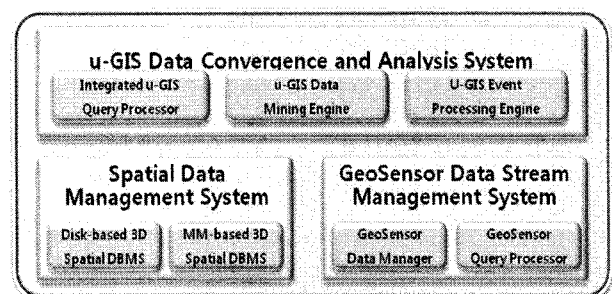 u-GIS Data Convergence and Analysis System
Integrated u-GIS
Query Processor
u-GIS Data
Mining Engine
U-GIS Event
Processing Engine
Spatial Data
Management System
Disk-based 3D
Spatial DBMS
MM-based 3D
Spatial DBMS
GeoSensor Data Stream
Management System
GeoSensor
Data Manager
GeoSensor
Query Processor